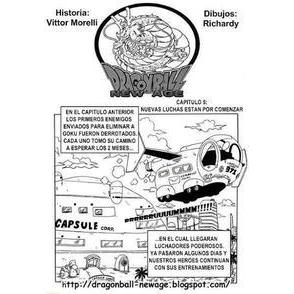 Historia:
Vittor Morelli
Dibujos:
Richardy
DRAGON BALL
NEW AGE
CAPITULO 5:
NUEVAS LUCHAS ESTAN POR COMENZAR
EN EL CAPITULO ANTERIOR
LOS PRIMEROS ENEMIGOS
ENVIADOS PARA ELIMINAR A
GOKU FUERON DERROTADOS.
CADA UNO TOMO SU CAMINO
A ESPERAR LOS 2 MESES...
CAPSULE CORP.
...EN EL CUAL LLEGARAN
LUCHADORES PODEROSOS.
YA PASARON ALGUNOS DIAS Y
NUESTROS HEROES CONTINUAN
CON SUS ENTRENAMIENTOS
http://dragonball-newage.blogspot.com/